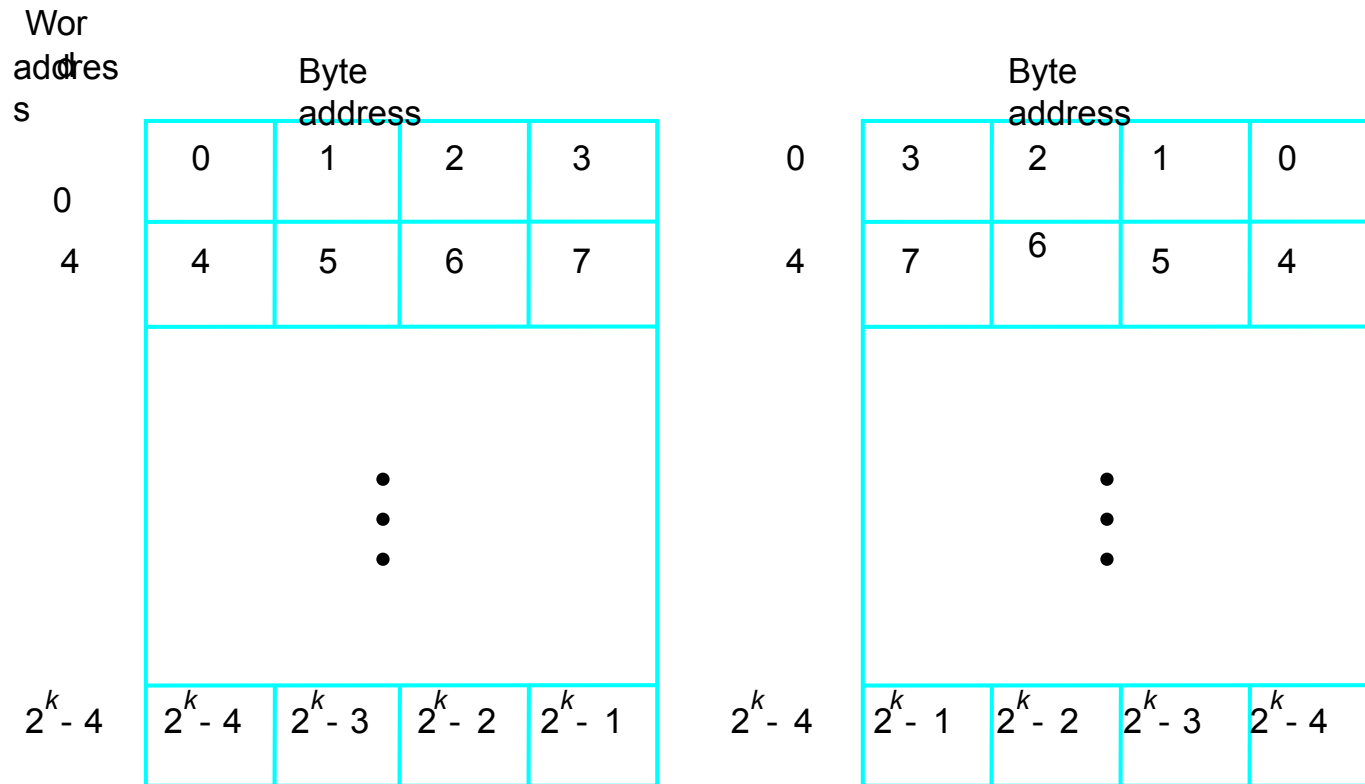 Word
address
Byte
address
0 1 2 3
0
4 4 5 6 7
2^k - 4 2^k - 4 2^k - 3 2^k - 2 2^k - 1
Byte
address
0 3 2 1 0
4 7 6 5 4
2^k - 4 2^k - 1 2^k - 2 2^k - 3 2^k - 4